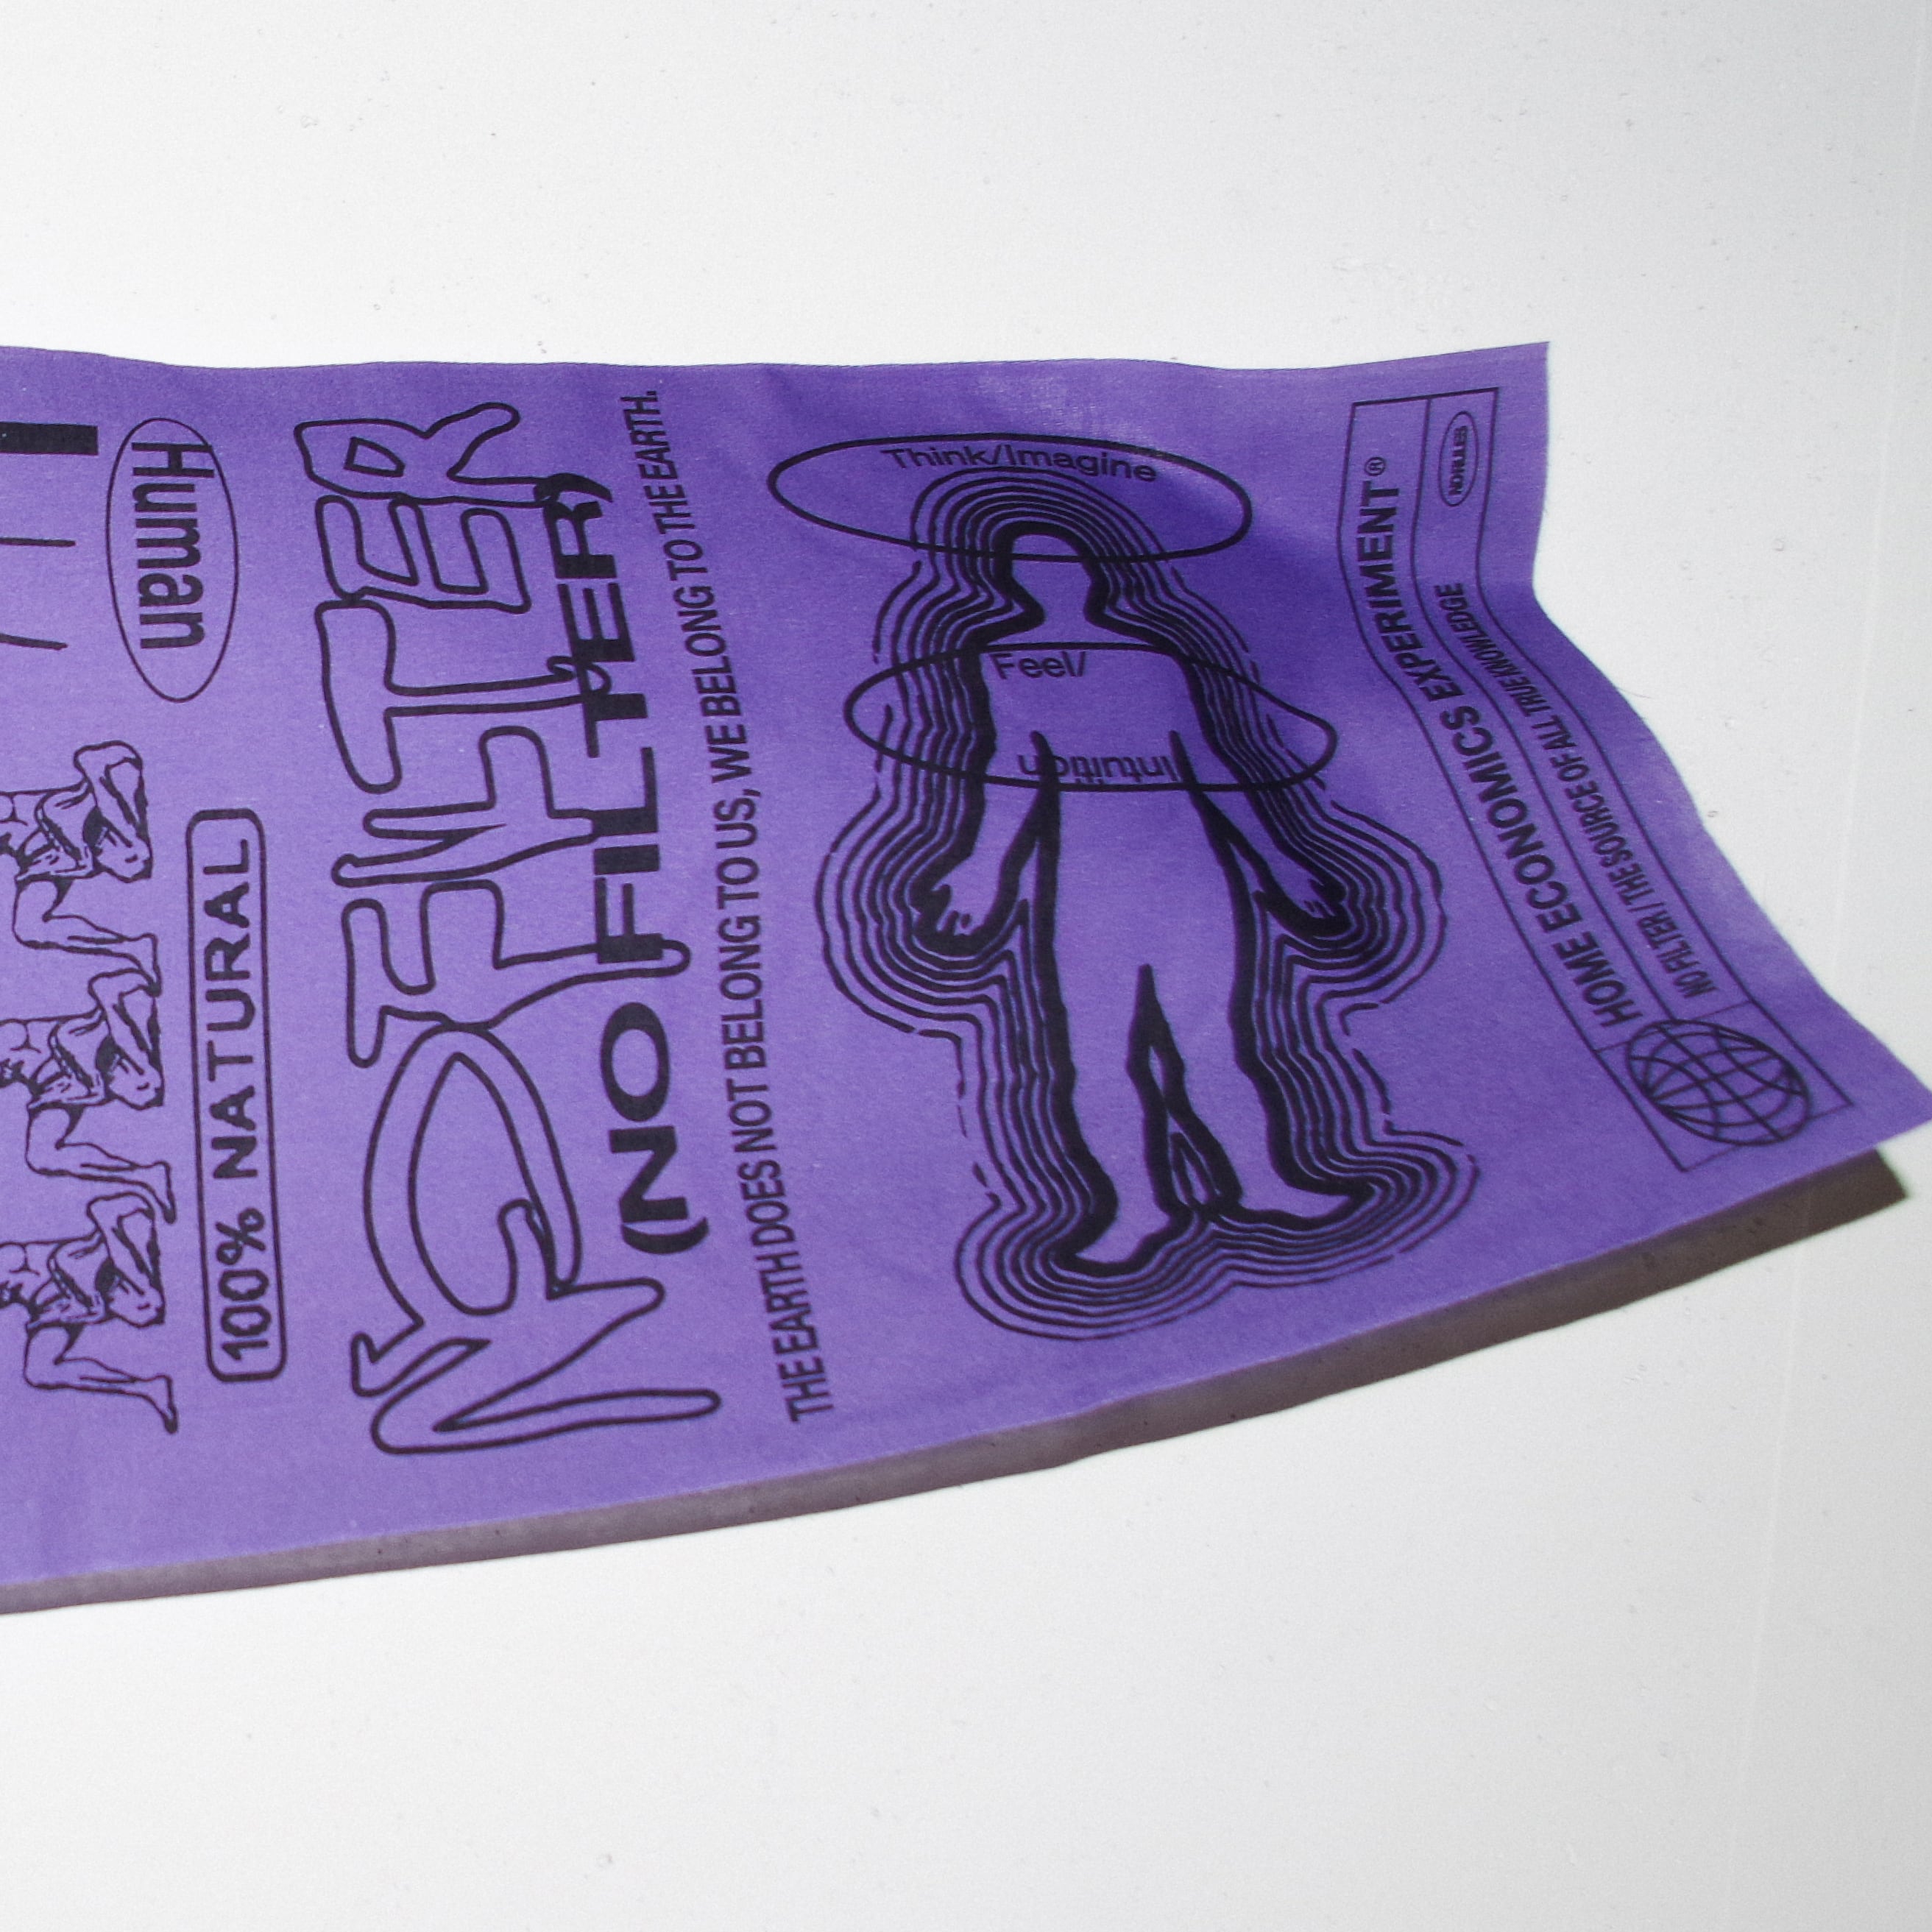 Human
100% NATURAL
NO FILTER
(NO FILTER)
THE EARTH DOES NOT BELONG TO US, WE BELONG TO THE EARTH.
Think/Imagine
Feel/
Intuition
HOME ECONOMICS EXPERIMENT®
NO FILTER / THE SOURCE OF ALL TRUE KNOWLEDGE